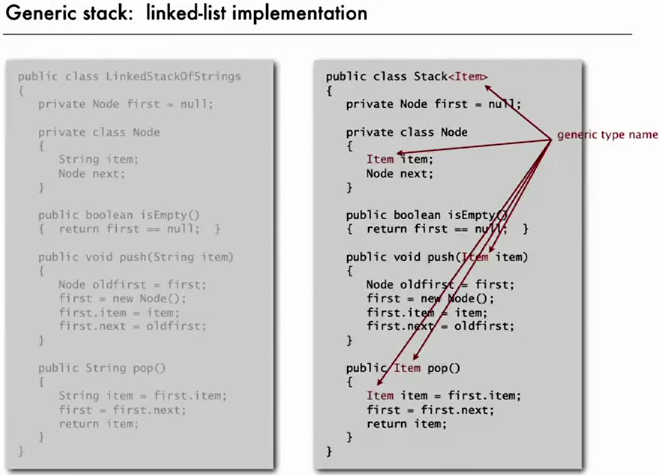 Generic stack: linked-list implementation
public class LinkedStackOfStrings
{
private Node first = null;
private class Node
{
String item;
Node next;
}
public boolean isEmpty()
{ return first == null; }
public void push(String item)
{
Node oldfirst = first;
first = new Node();
first.item = item;
first.next = oldfirst;
}
public String pop()
{
String item = first.item;
first = first.next;
return item;
}
}
public class Stack<Item>
{
private Node first = null;
private class Node
{
Item item;
Node next;
}
public boolean isEmpty()
{ return first == null; }
public void push(Item item)
{
Node oldfirst = first;
first = new Node();
first.item = item;
first.next = oldfirst;
}
public Item pop()
{
Item item = first.item;
first = first.next;
return item;
}
}
generic type name